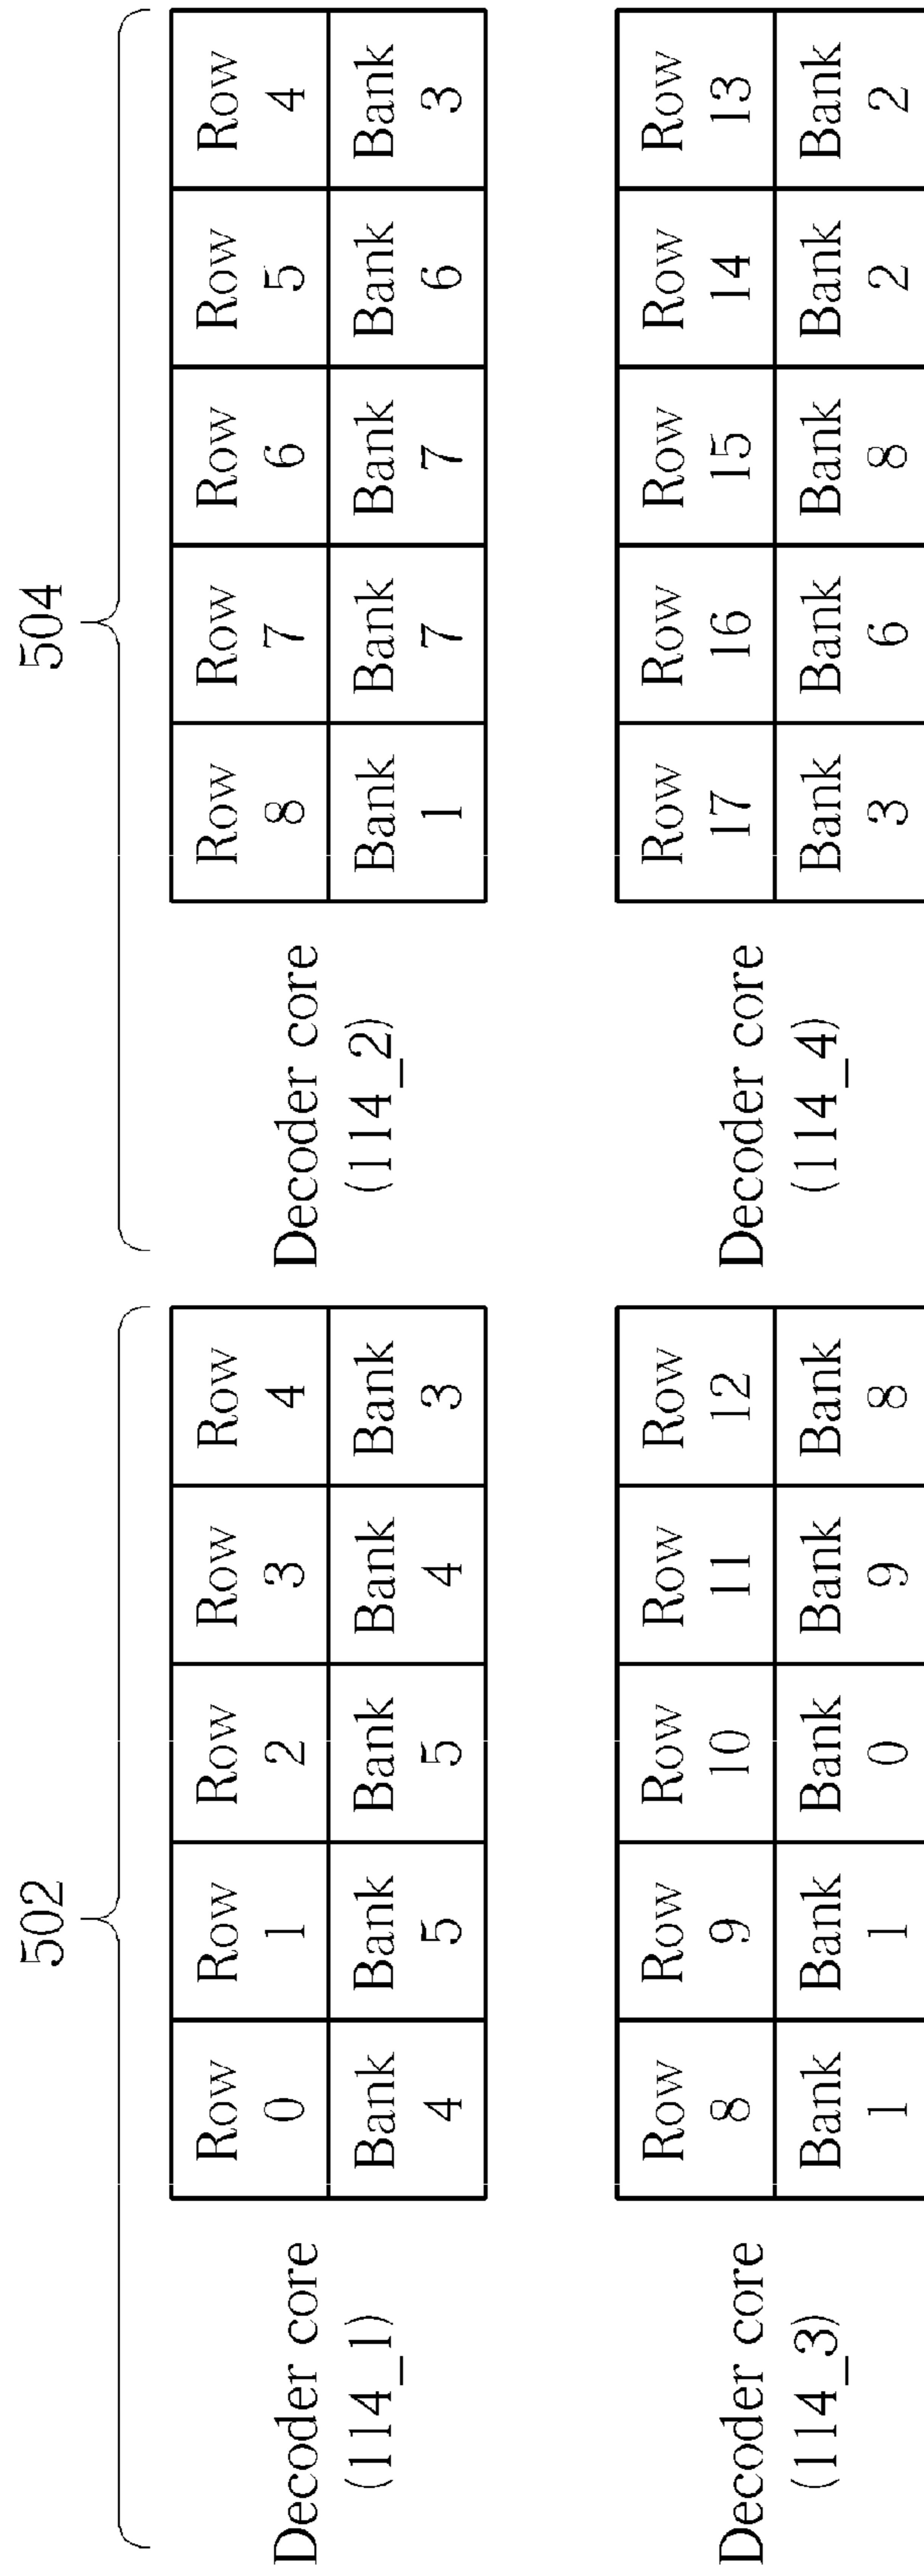 502
504
Decoder core
(114_1)
Row Row Row Row Row
0 1 2 3 4
Bank Bank Bank Bank Bank
4 5 5 4 3
Decoder core
(114_2)
Row Row Row Row Row
8 7 6 5 4
Bank Bank Bank Bank Bank
1 7 7 6 3
Decoder core
(114_3)
Row Row Row Row Row
8 9 10 11 12
Bank Bank Bank Bank Bank
1 1 0 9 8
Decoder core
(114_4)
Row Row Row Row Row
17 16 15 14 13
Bank Bank Bank Bank Bank
3 6 8 2 2